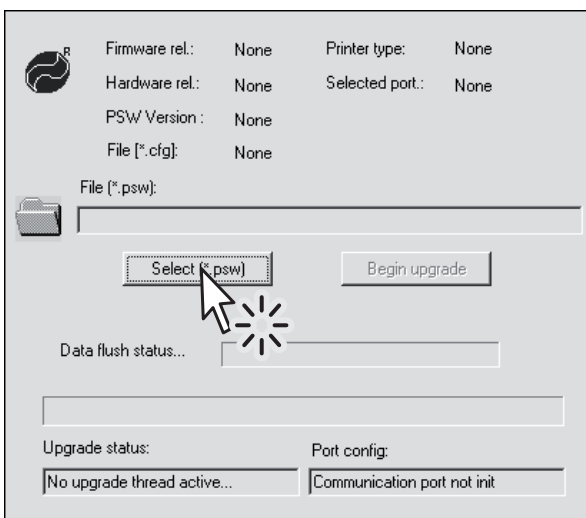 R
Firmware rel.: None Printer type: None
Hardware rel.: None Selected port.: None
PSW Version : None
File [*.cfg]: None
File (*.psw):
Select (*.psw) Begin upgrade
Data flush status...
Upgrade status: Port config:
No upgrade thread active... Communication port not init